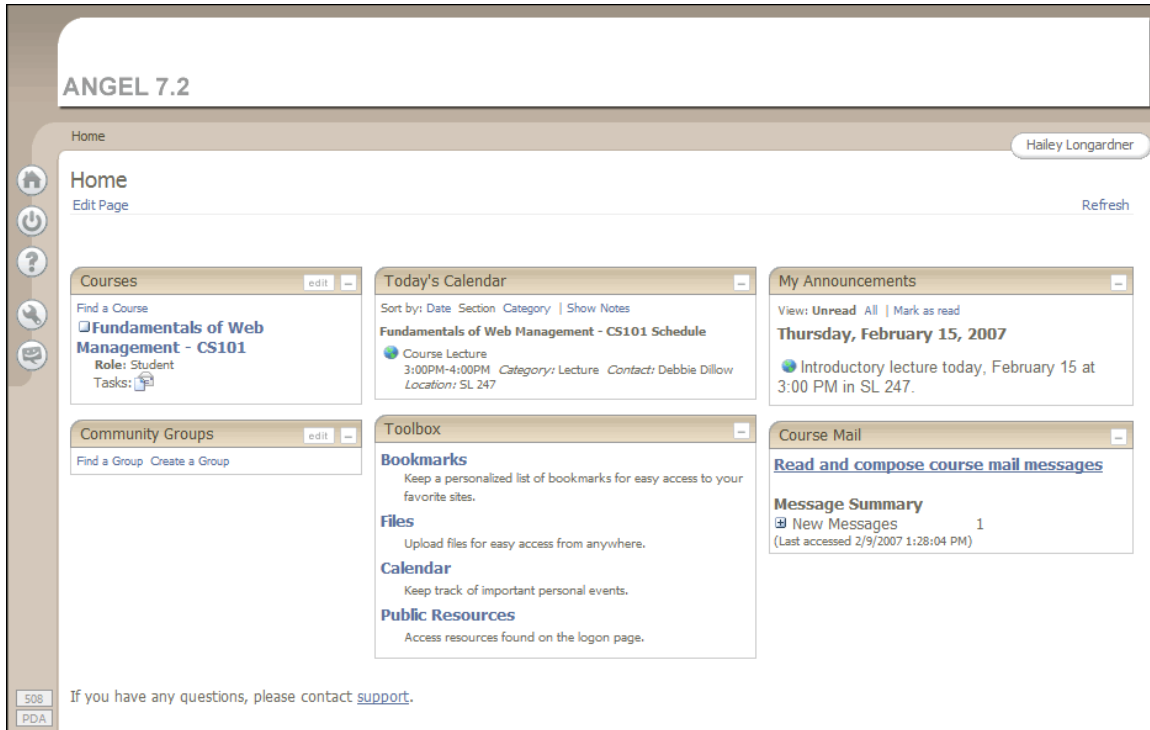 ANGEL 7.2
Home
Hailey Longardner
Home
Edit Page
Refresh
Courses
edit
Find a Course
Fundamentals of Web
Management - CS101
Role: Student
Tasks:
Community Groups
edit
Find a Group Create a Group
Today's Calendar
Sort by: Date Section Category | Show Notes
Fundamentals of Web Management - CS101 Schedule
Course Lecture
3:00PM-4:00PM Category: Lecture Contact: Debbie Dillow
Location: SL 247
Toolbox
Bookmarks
Keep a personalized list of bookmarks for easy access to your
favorite sites.
Files
Upload files for easy access from anywhere.
Calendar
Keep track of important personal events.
Public Resources
Access resources found on the logon page.
My Announcements
View: Unread All | Mark as read
Thursday, February 15, 2007
Introductory lecture today, February 15 at
3:00 PM in SL 247.
Course Mail
Read and compose course mail messages
Message Summary
New Messages 1
(Last accessed 2/9/2007 1:28:04 PM)
508
PDA
If you have any questions, please contact support.